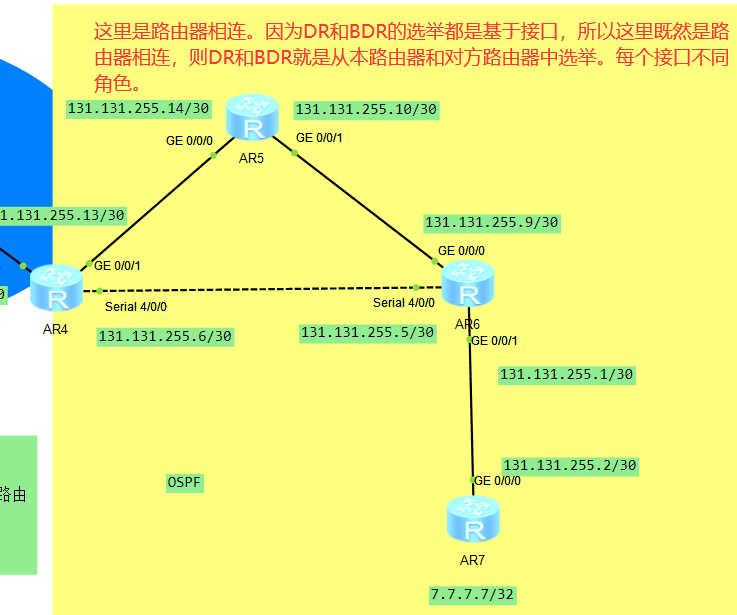 这里是路由器相连。因为DR和BDR的选举都是基于接口，所以这里既然是路
由器相连，则DR和BDR就是从本路由器和对方路由器中选举。每个接口不同
角色。
131.131.255.14/30
131.131.255.10/30
GE 0/0/0
GE 0/0/1
R
AR5
1.131.255.13/30
131.131.255.9/30
GE 0/0/1
GE 0/0/0
R
R
Serial 4/0/0
Serial 4/0/0
AR4
AR6
131.131.255.6/30
131.131.255.5/30
GE 0/0/1
131.131.255.1/30
131.131.255.2/30
GE 0/0/0
OSPF
路由
R
AR7
7.7.7.7/32